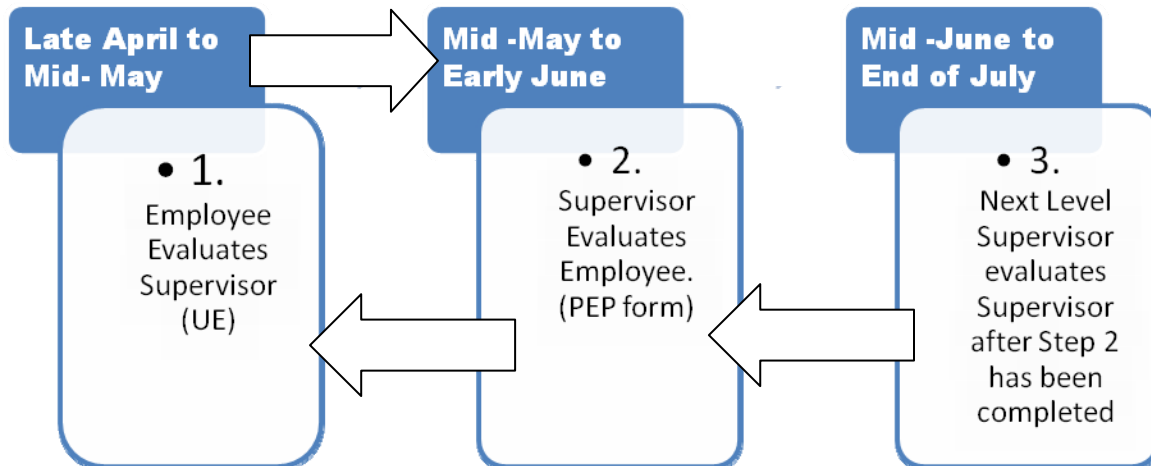 Late April to
Mid- May
• 1.
Employee
Evaluates
Supervisor
(UE)
Mid -May to
Early June
• 2.
Supervisor
Evaluates
Employee.
(PEP form)
Mid -June to
End of July
• 3.
Next Level
Supervisor
evaluates
Supervisor
after Step 2
has been
completed